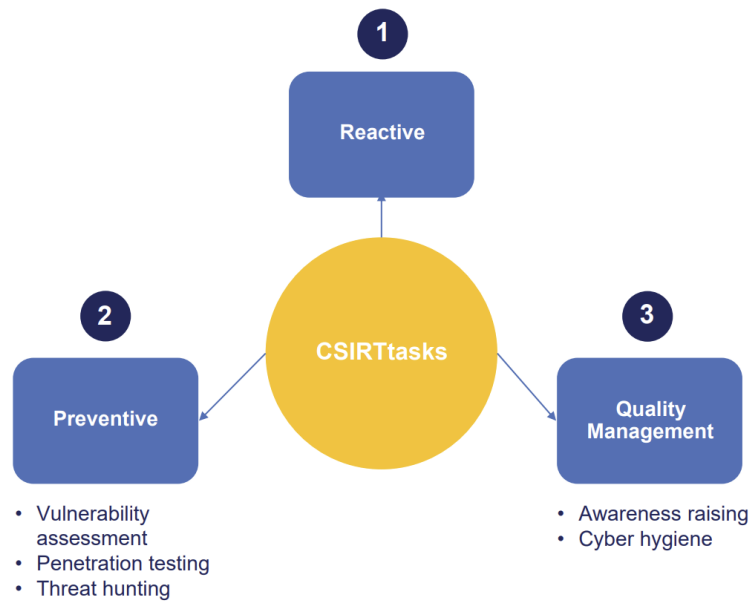 1
Reactive
CSIRTtasks
2
Preventive
• Vulnerability
assessment
• Penetration testing
• Threat hunting
3
Quality
Management
• Awareness raising
• Cyber hygiene